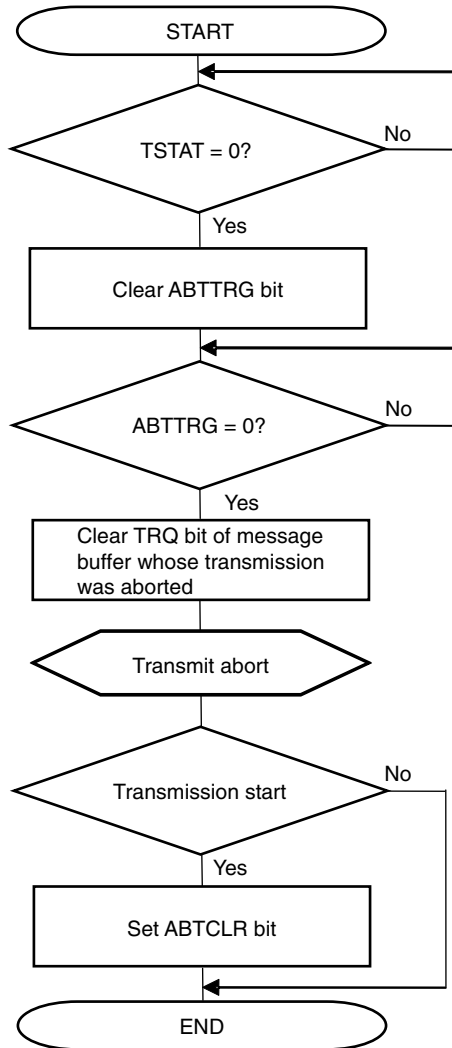 START
TSTAT = 0?
No
Yes
Clear ABTTRG bit
ABTTRG = 0?
No
Yes
Clear TRQ bit of message
buffer whose transmission
was aborted
Transmit abort
Transmission start
No
Yes
Set ABTCLR bit
END